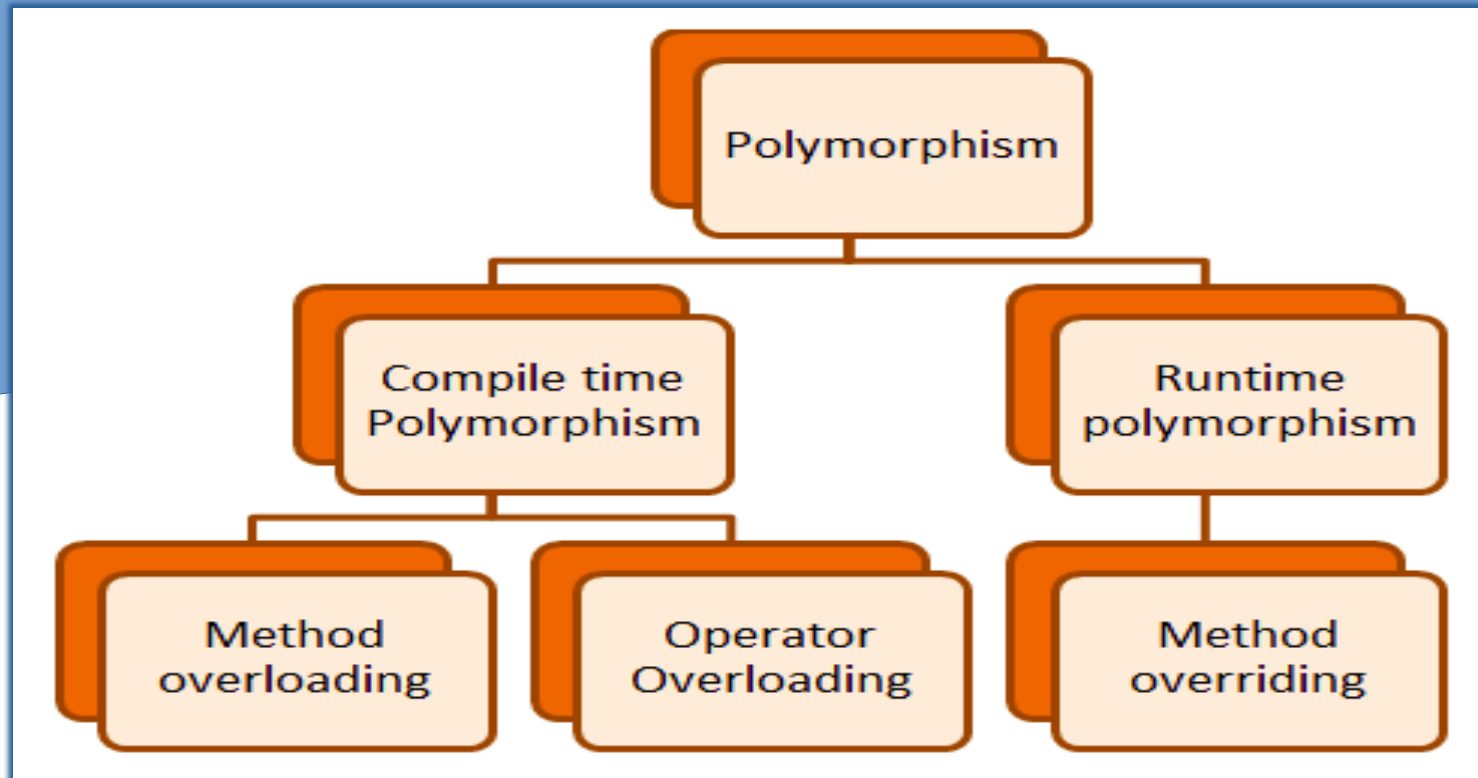 Polymorphism
Compile time
Polymorphism
Runtime
polymorphism
Method
overloading
Operator
Overloading
Method
overriding